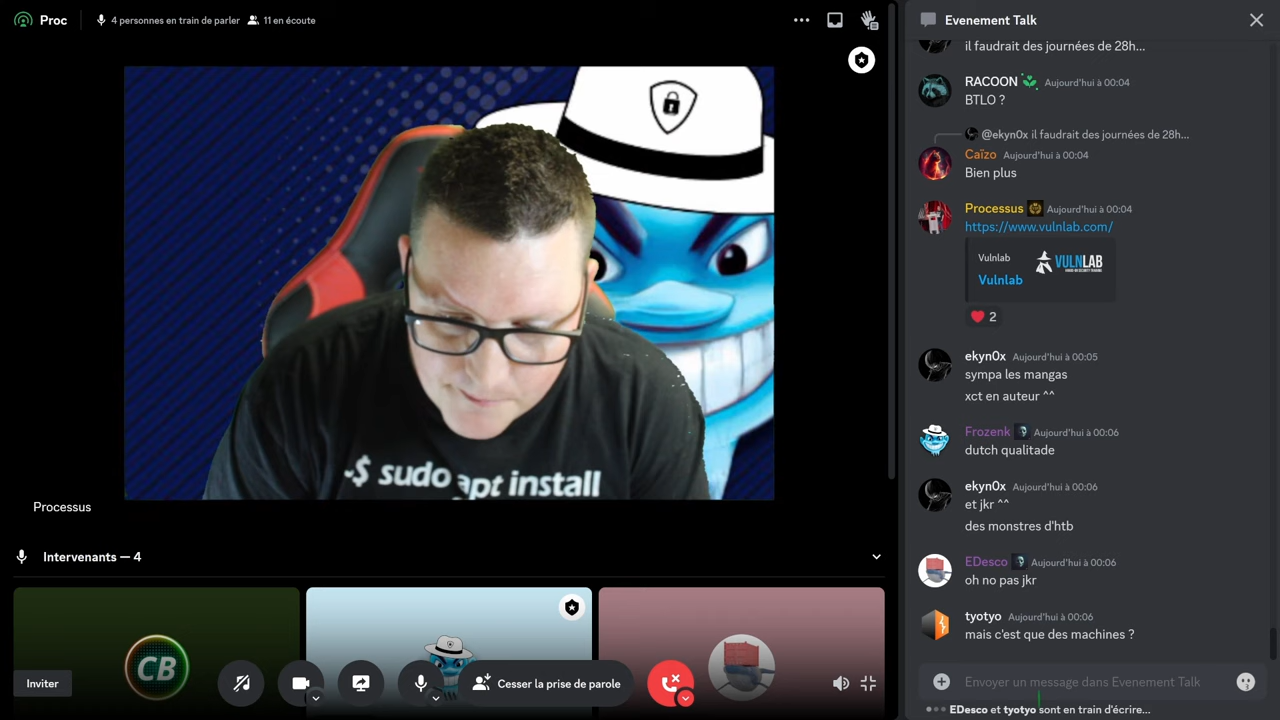 Proc
4 personnes en train de parler
11 en écoute
~$ sudo apt install
Processus
Intervenants — 4
CB
Inviter
Cesser la prise de parole
Evenement Talk
il faudrait des journées de 28h...
RACOON Aujourd'hui à 00:04
BTLO ?
@ekyn0x il faudrait des journées de 28h...
Caïzo Aujourd'hui à 00:04
Bien plus
Processus Aujourd'hui à 00:04
https://www.vulnlab.com/
Vulnlab
VULNLAB
Vulnlab
2
ekyn0x Aujourd'hui à 00:05
sympa les mangas
xct en auteur ^^
Frozenk Aujourd'hui à 00:06
dutch qualitade
ekyn0x Aujourd'hui à 00:06
et jkr ^^
des monstres d'htb
EDesco Aujourd'hui à 00:06
oh no pas jkr
tyotyo Aujourd'hui à 00:06
mais c'est que des machines ?
Envoyer un message dans Evenement Talk
EDesco et tyotyo sont en train d'écrire...